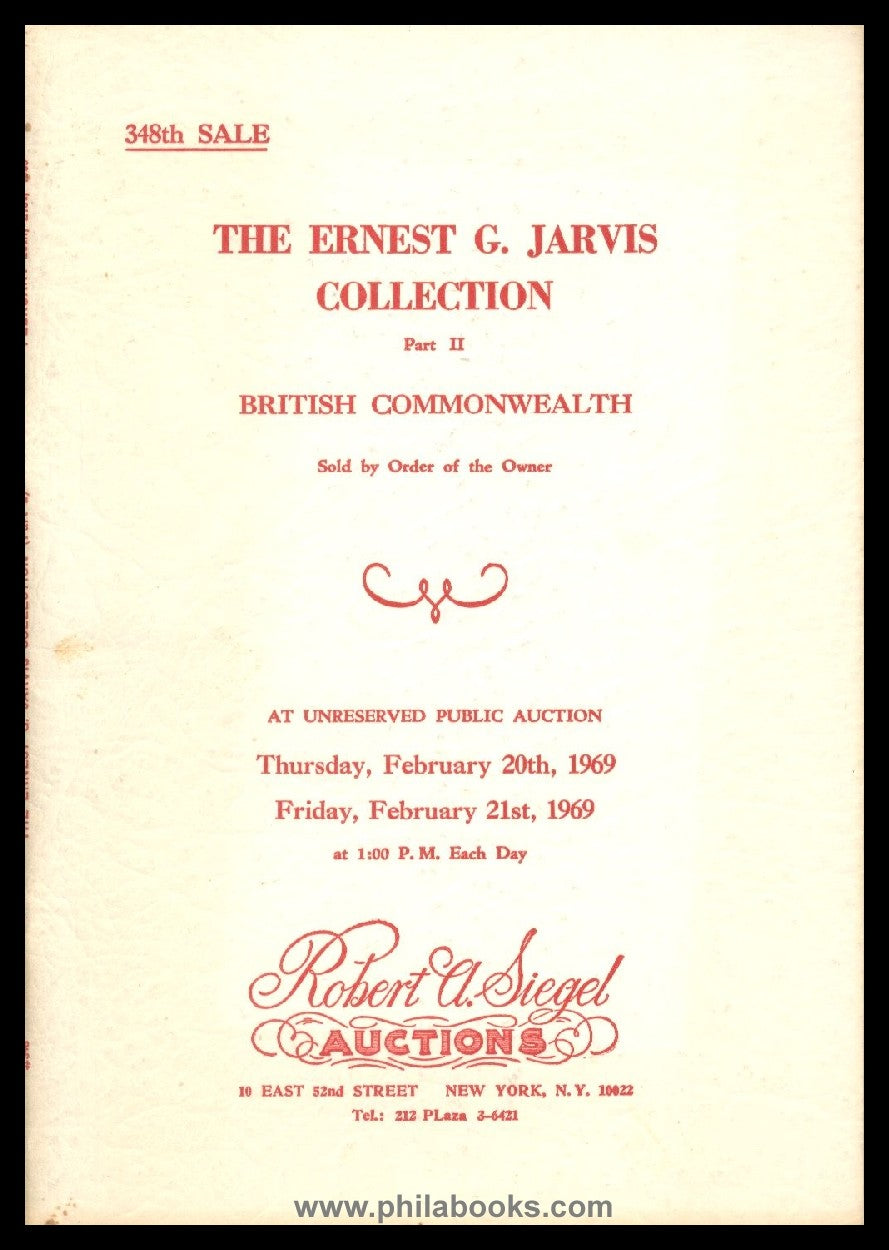 348th SALE
THE ERNEST G. JARVIS
COLLECTION
Part II
BRITISH COMMONWEALTH
Sold by Order of the Owner
AT UNRESERVED PUBLIC AUCTION
Thursday, February 20th, 1969
Friday, February 21st, 1969
at 1:00 P.M. Each Day
Robert A. Siegel
AUCTIONS
10 EAST 52nd STREET NEW YORK, N.Y. 10022
Tel.: 212 PLaza 3-6421
www.philabooks.com